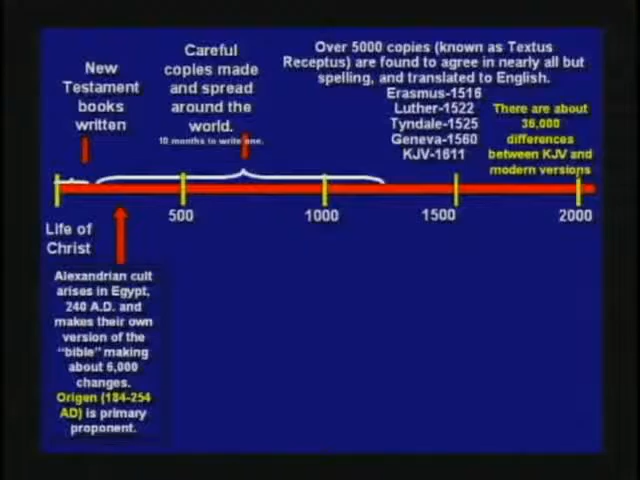 New
Testament
books
written
Careful
copies made
and spread
around the
world.
10 months to write one.
Over 5000 copies (known as Textus
Receptus) are found to agree in nearly all but
spelling, and translated to English.
Erasmus-1516
Luther-1522
Tyndale-1525
Geneva-1560
KJV-1611
There are about
36,000
differences
between KJV and
modern versions
500
1000
1500
2000
Life of
Christ
Alexandrian cult
arises in Egypt,
240 A.D. and
makes their own
version of the
"bible" making
about 6,000
changes.
Origen (184-254
AD) is primary
proponent.